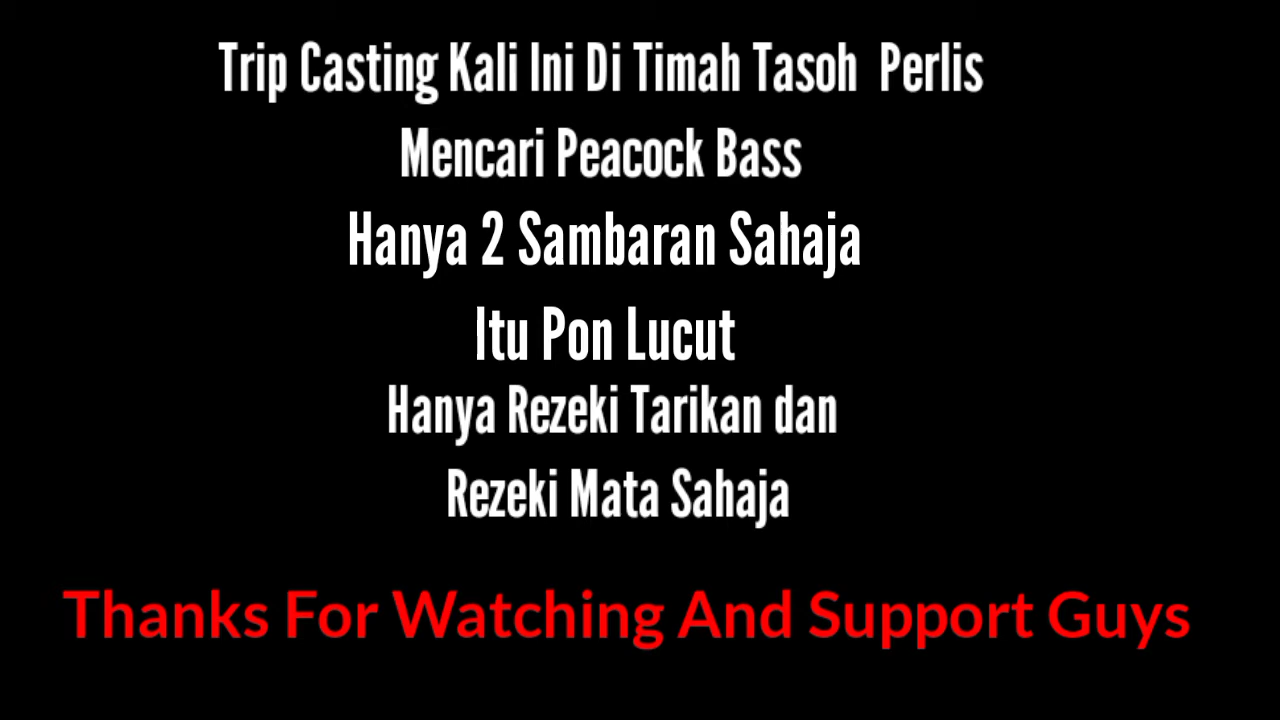 Trip Casting Kali Ini Di Timah Tasoh Perlis
Mencari Peacock Bass
Hanya 2 Sambaran Sahaja
Itu Pon Lucut
Hanya Rezeki Tarikan dan
Rezeki Mata Sahaja
Thanks For Watching And Support Guys